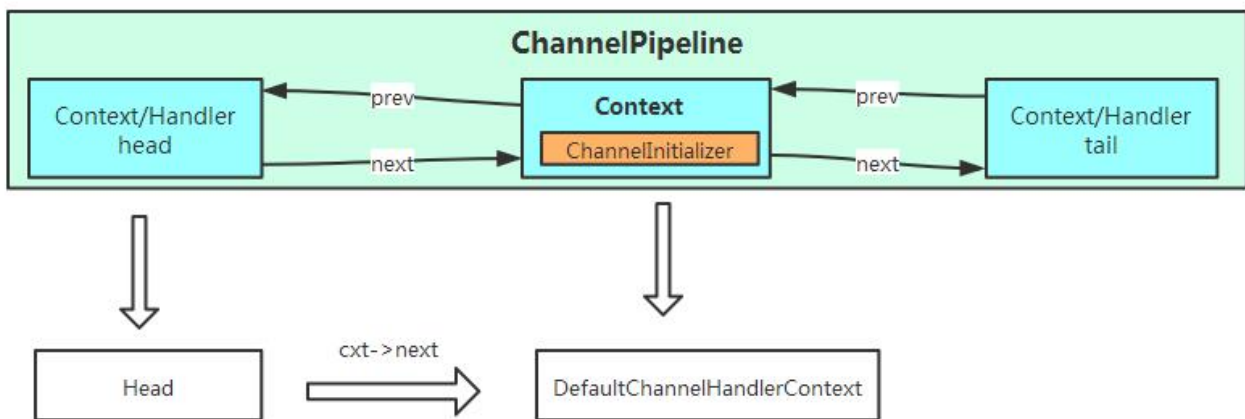 ChannelPipeline
Context/Handler
head
prev
next
Context
ChannelInitializer
prev
next
Context/Handler
tail
Head
cxt->next
DefaultChannelHandlerContext